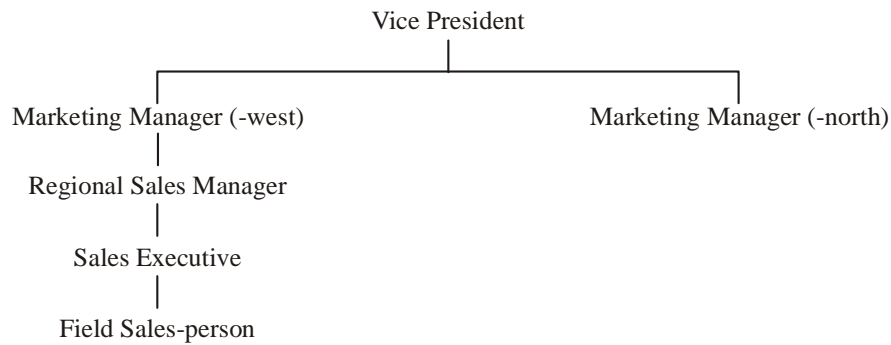 Vice President
Marketing Manager (-west)
Marketing Manager (-north)
Regional Sales Manager
Sales Executive
Field Sales-person